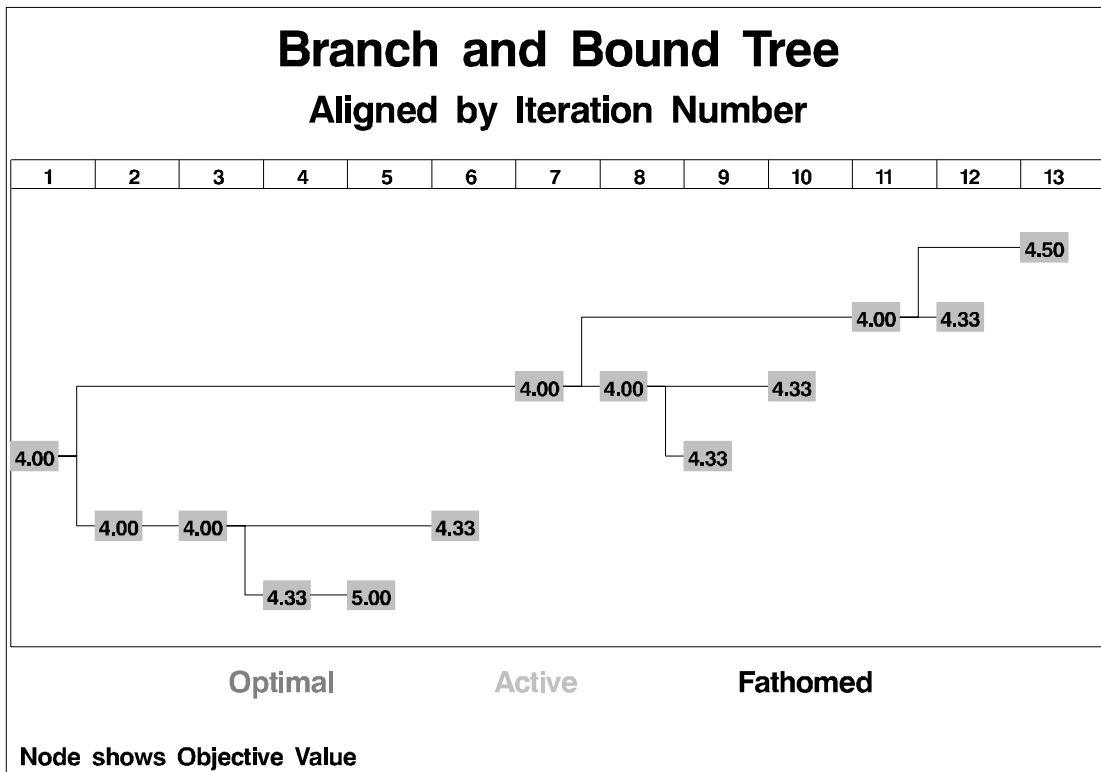 Branch and Bound Tree
Aligned by Iteration Number
1 2 3 4 5 6 7 8 9 10 11 12 13
4.50
4.00 4.33
4.00 4.00 4.33
4.00 4.33
4.00 4.00 4.33
4.33 5.00
Optimal Active Fathomed
Node shows Objective Value